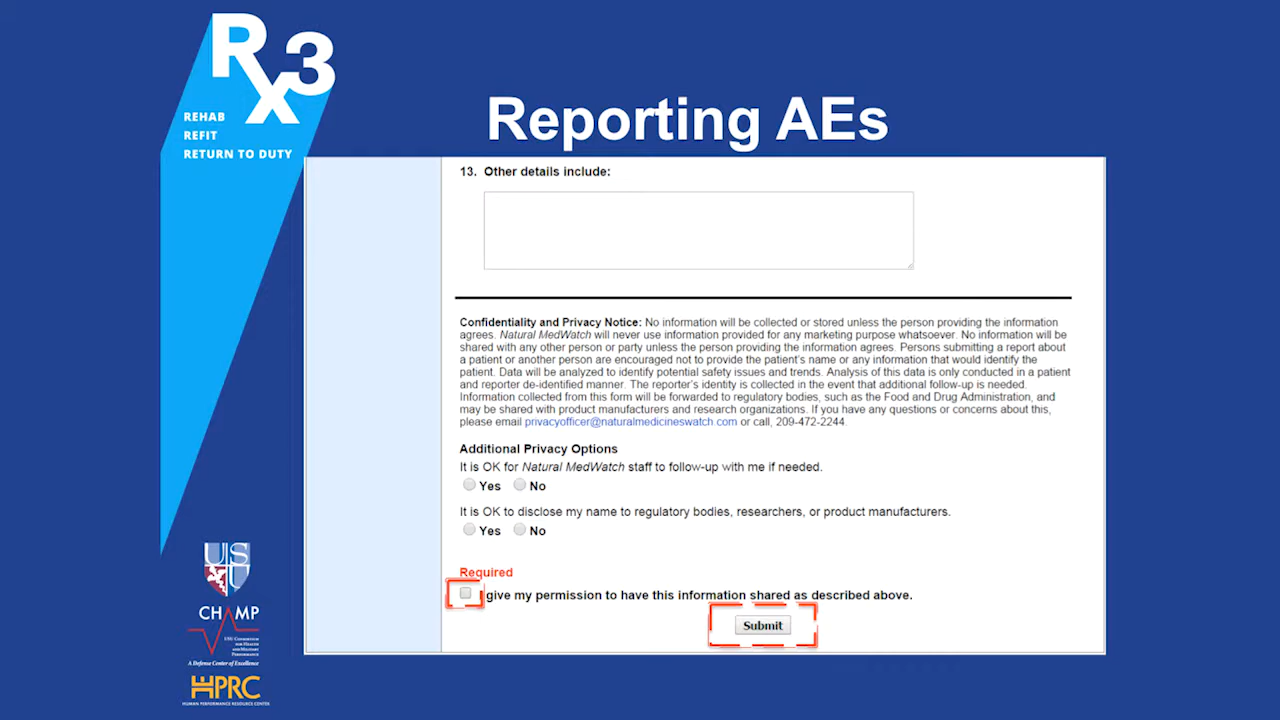 Rx3
REHAB
REFIT
RETURN TO DUTY
Reporting AEs
13. Other details include:
Confidentiality and Privacy Notice: No information will be collected or stored unless the person providing the information
agrees. Natural MedWatch will never use information provided for any marketing purpose whatsoever. No information will be
shared with any other person or party unless the person providing the information agrees. Persons submitting a report about
a patient or another person are encouraged not to provide the patient's name or any information that would identify the
patient. Data will be analyzed to identify potential safety issues and trends. Analysis of this data is only conducted in a patient
and reporter de-identified manner. The reporter's identity is collected in the event that additional follow-up is needed.
Information collected from this form will be forwarded to regulatory bodies, such as the Food and Drug Administration, and
may be shared with product manufacturers and research organizations. If you have any questions or concerns about this,
please email privacyofficer@naturalmedicineswatch.com or call, 209-472-2244.
Additional Privacy Options
It is OK for Natural MedWatch staff to follow-up with me if needed.
Yes No
It is OK to disclose my name to regulatory bodies, researchers, or product manufacturers.
Yes No
Required
give my permission to have this information shared as described above.
Submit
USU
CHAMP
USU Consortium
for Health
and Military
Performance
A Defense Center of Excellence
HPRC
HUMAN PERFORMANCE RESOURCE CENTER